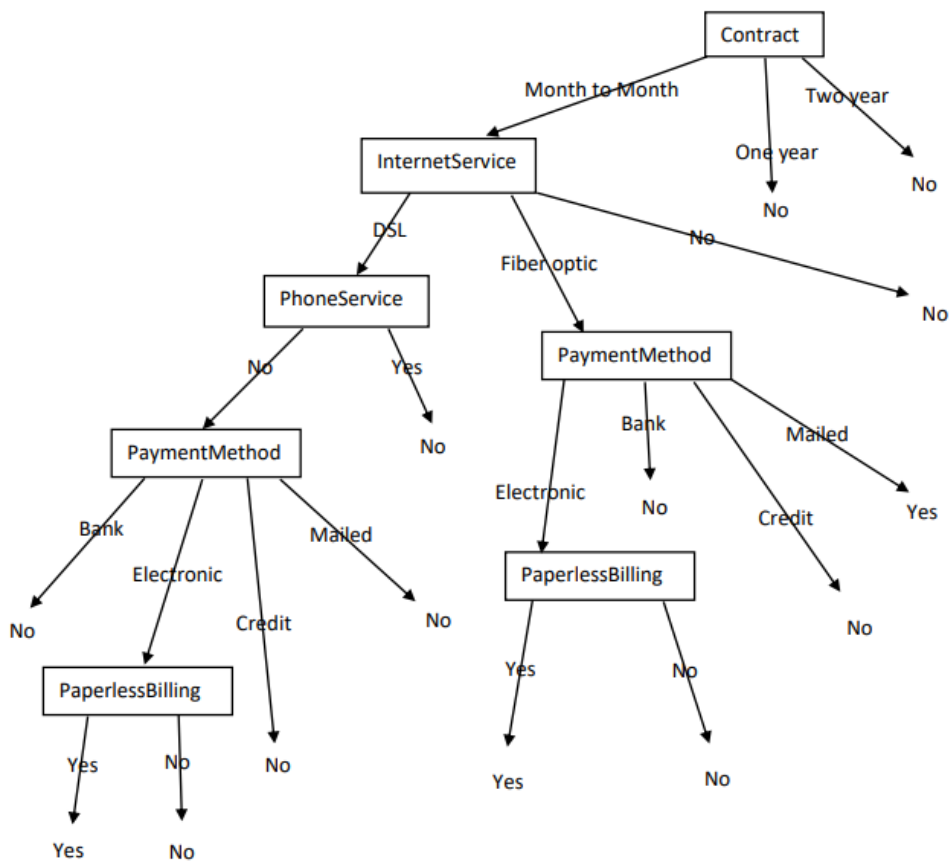 Contract
Month to Month
Two year
One year
InternetService
No
No
DSL
No
Fiber optic
PhoneService
No
PaymentMethod
No
Yes
Bank
Mailed
PaymentMethod
No
Electronic
No
Credit
Yes
Bank
Mailed
Electronic
PaperlessBilling
No
Credit
No
No
Yes
No
PaperlessBilling
Yes
No
No
Yes
No
Yes
No